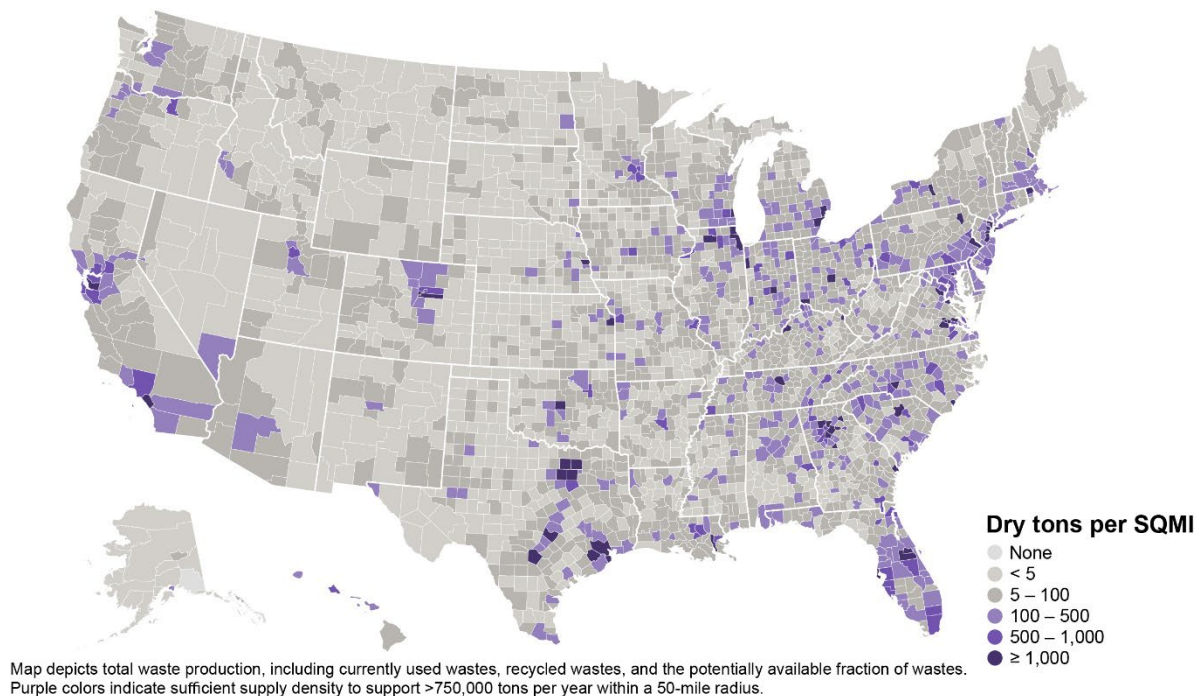 Dry tons per SQMI
None
< 5
5 – 100
100 – 500
500 – 1,000
≥ 1,000
Map depicts total waste production, including currently used wastes, recycled wastes, and the potentially available fraction of wastes.
Purple colors indicate sufficient supply density to support >750,000 tons per year within a 50-mile radius.